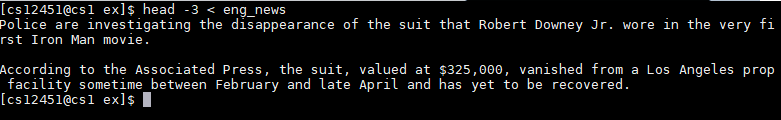 [cs12451@cs1 ex]$ head -3 < eng_news
Police are investigating the disappearance of the suit that Robert Downey Jr. wore in the very fi
rst Iron Man movie.

According to the Associated Press, the suit, valued at $325,000, vanished from a Los Angeles prop
 facility sometime between February and late April and has yet to be recovered.
[cs12451@cs1 ex]$